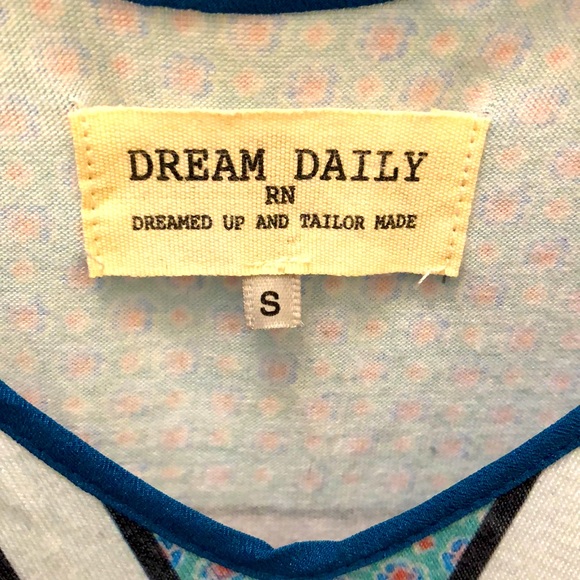 DREAM DAILY
RN
DREAMED UP AND TAILOR MADE
S